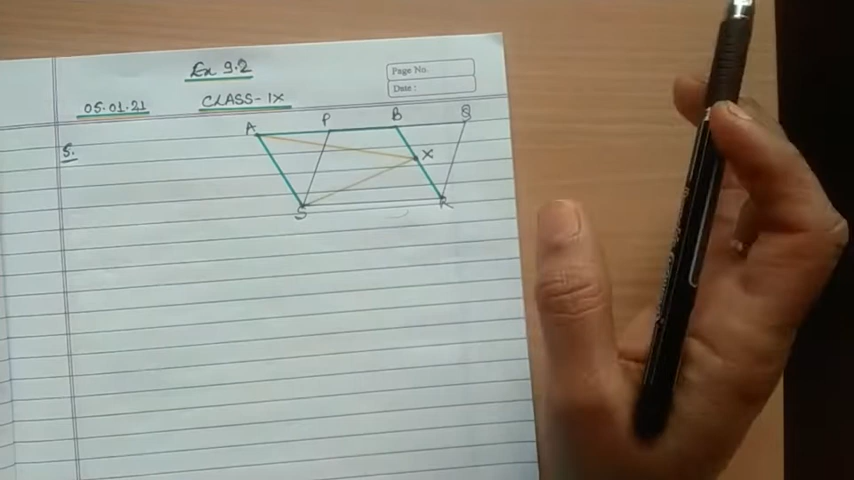 Ex 9.2
Page No.
Date :
05.01.21 CLASS-IX
5.
A P B Q
X
S R